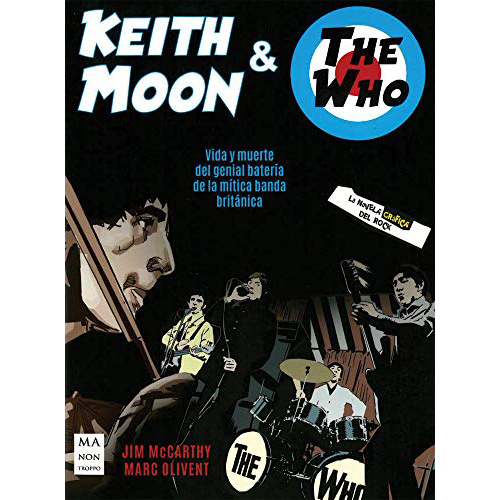 KEITH
MOON
&
THE
WHO
Vida y muerte
del genial batería
de la mítica banda
británica
LA NOVELA GRÁFICA
DEL ROCK
MA
NON
TROPPO
JIM McCARTHY
MARC OLIVENT
THE
WHO